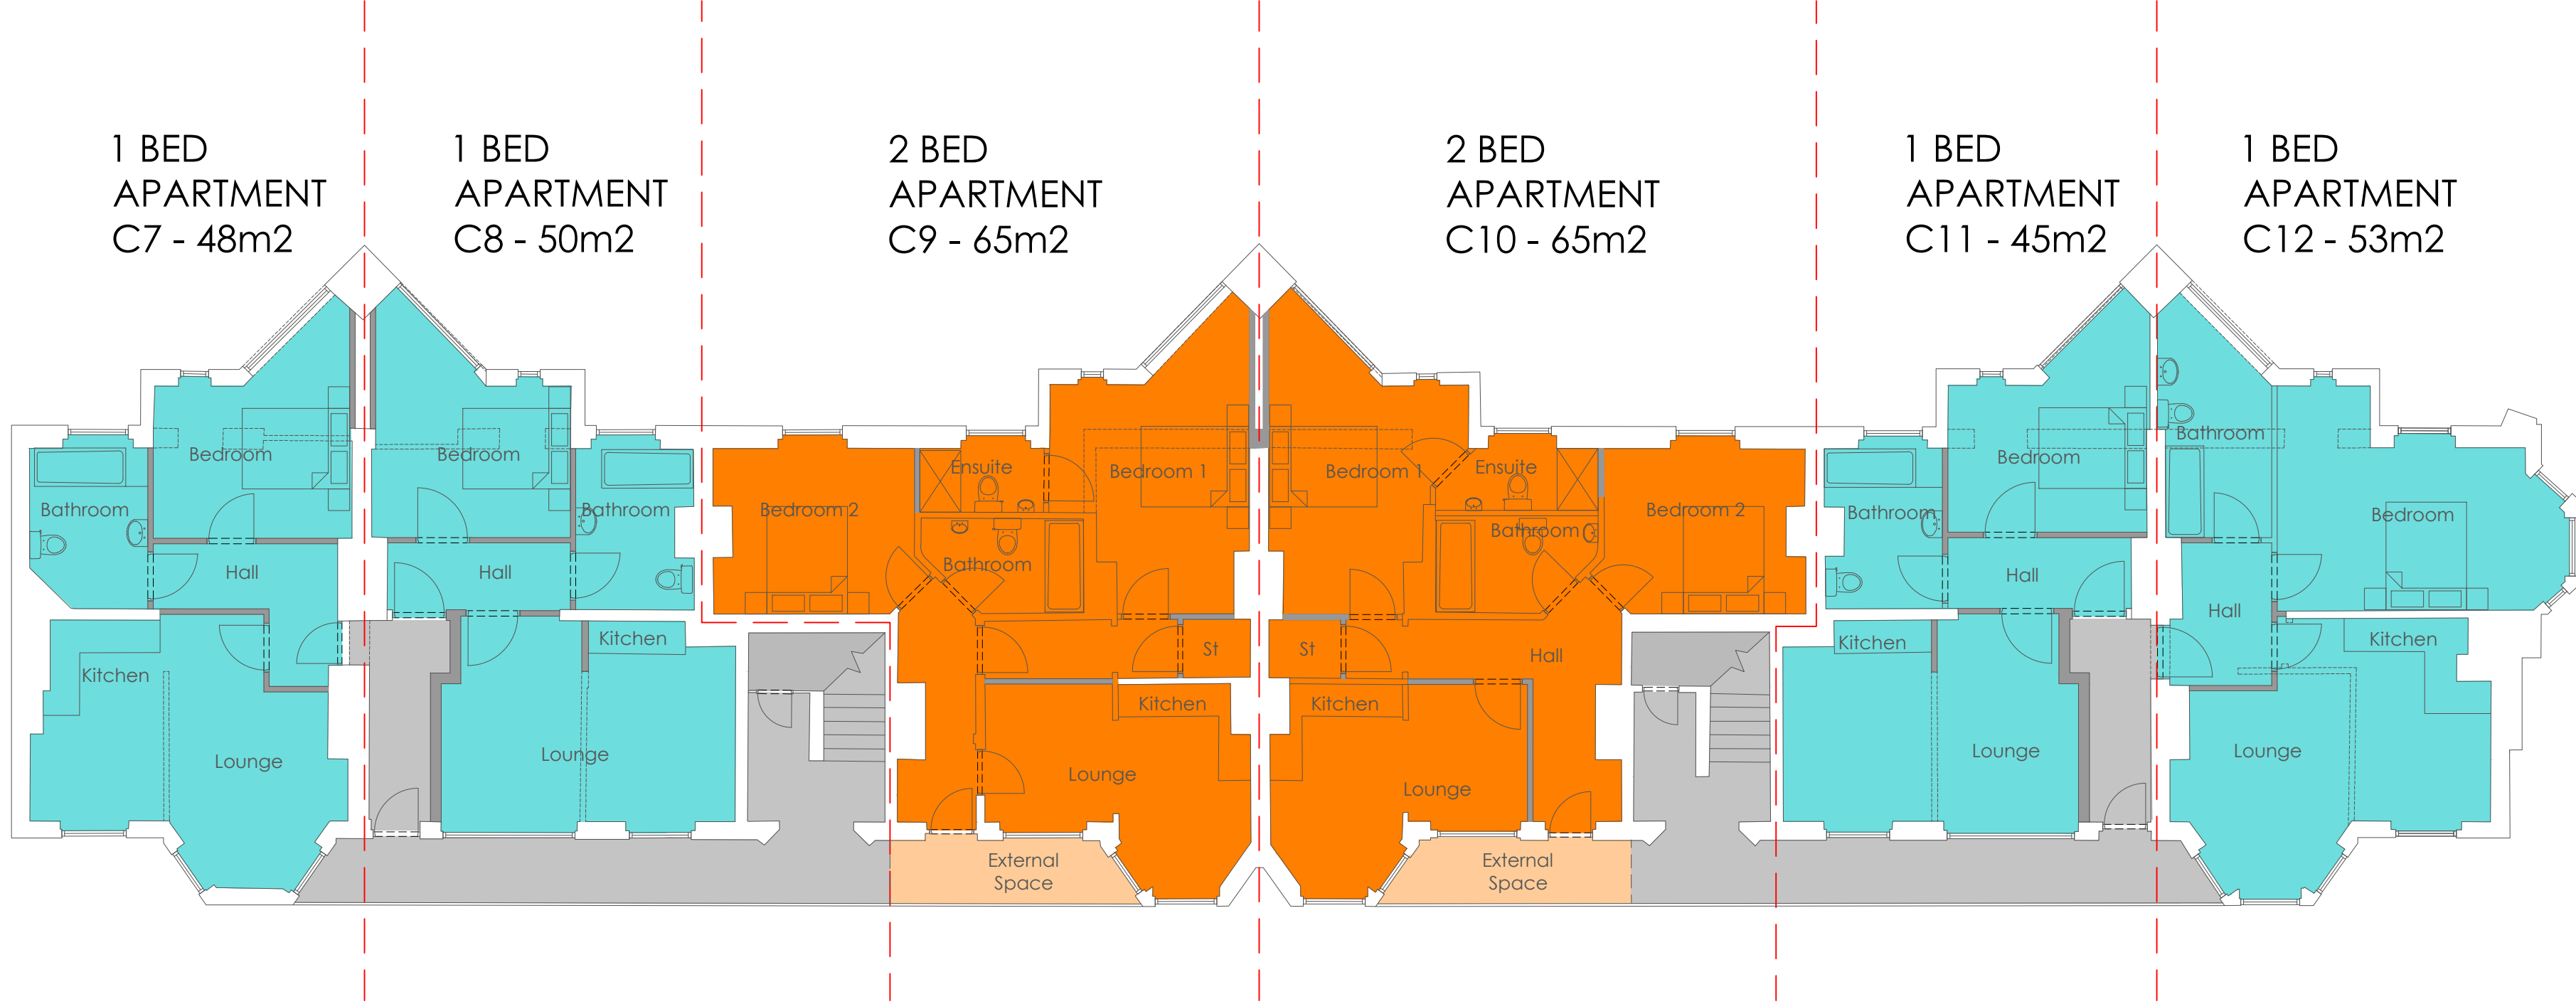 1 BED
APARTMENT
C7 - 48m2
1 BED
APARTMENT
C8 - 50m2
2 BED
APARTMENT
C9 - 65m2
2 BED
APARTMENT
C10 - 65m2
1 BED
APARTMENT
C11 - 45m2
1 BED
APARTMENT
C12 - 53m2
Bedroom
Bathroom
Hall
Kitchen
Lounge
Bedroom
Bathroom
Hall
Kitchen
Lounge
Bedroom 2
Ensuite
Bedroom 1
Bathroom
St
Kitchen
Lounge
External
Space
Bedroom 1
Ensuite
Bedroom 2
Bathroom
St
Hall
Kitchen
Lounge
External
Space
Bedroom
Bathroom
Hall
Kitchen
Lounge
Bathroom
Bedroom
Hall
Kitchen
Lounge